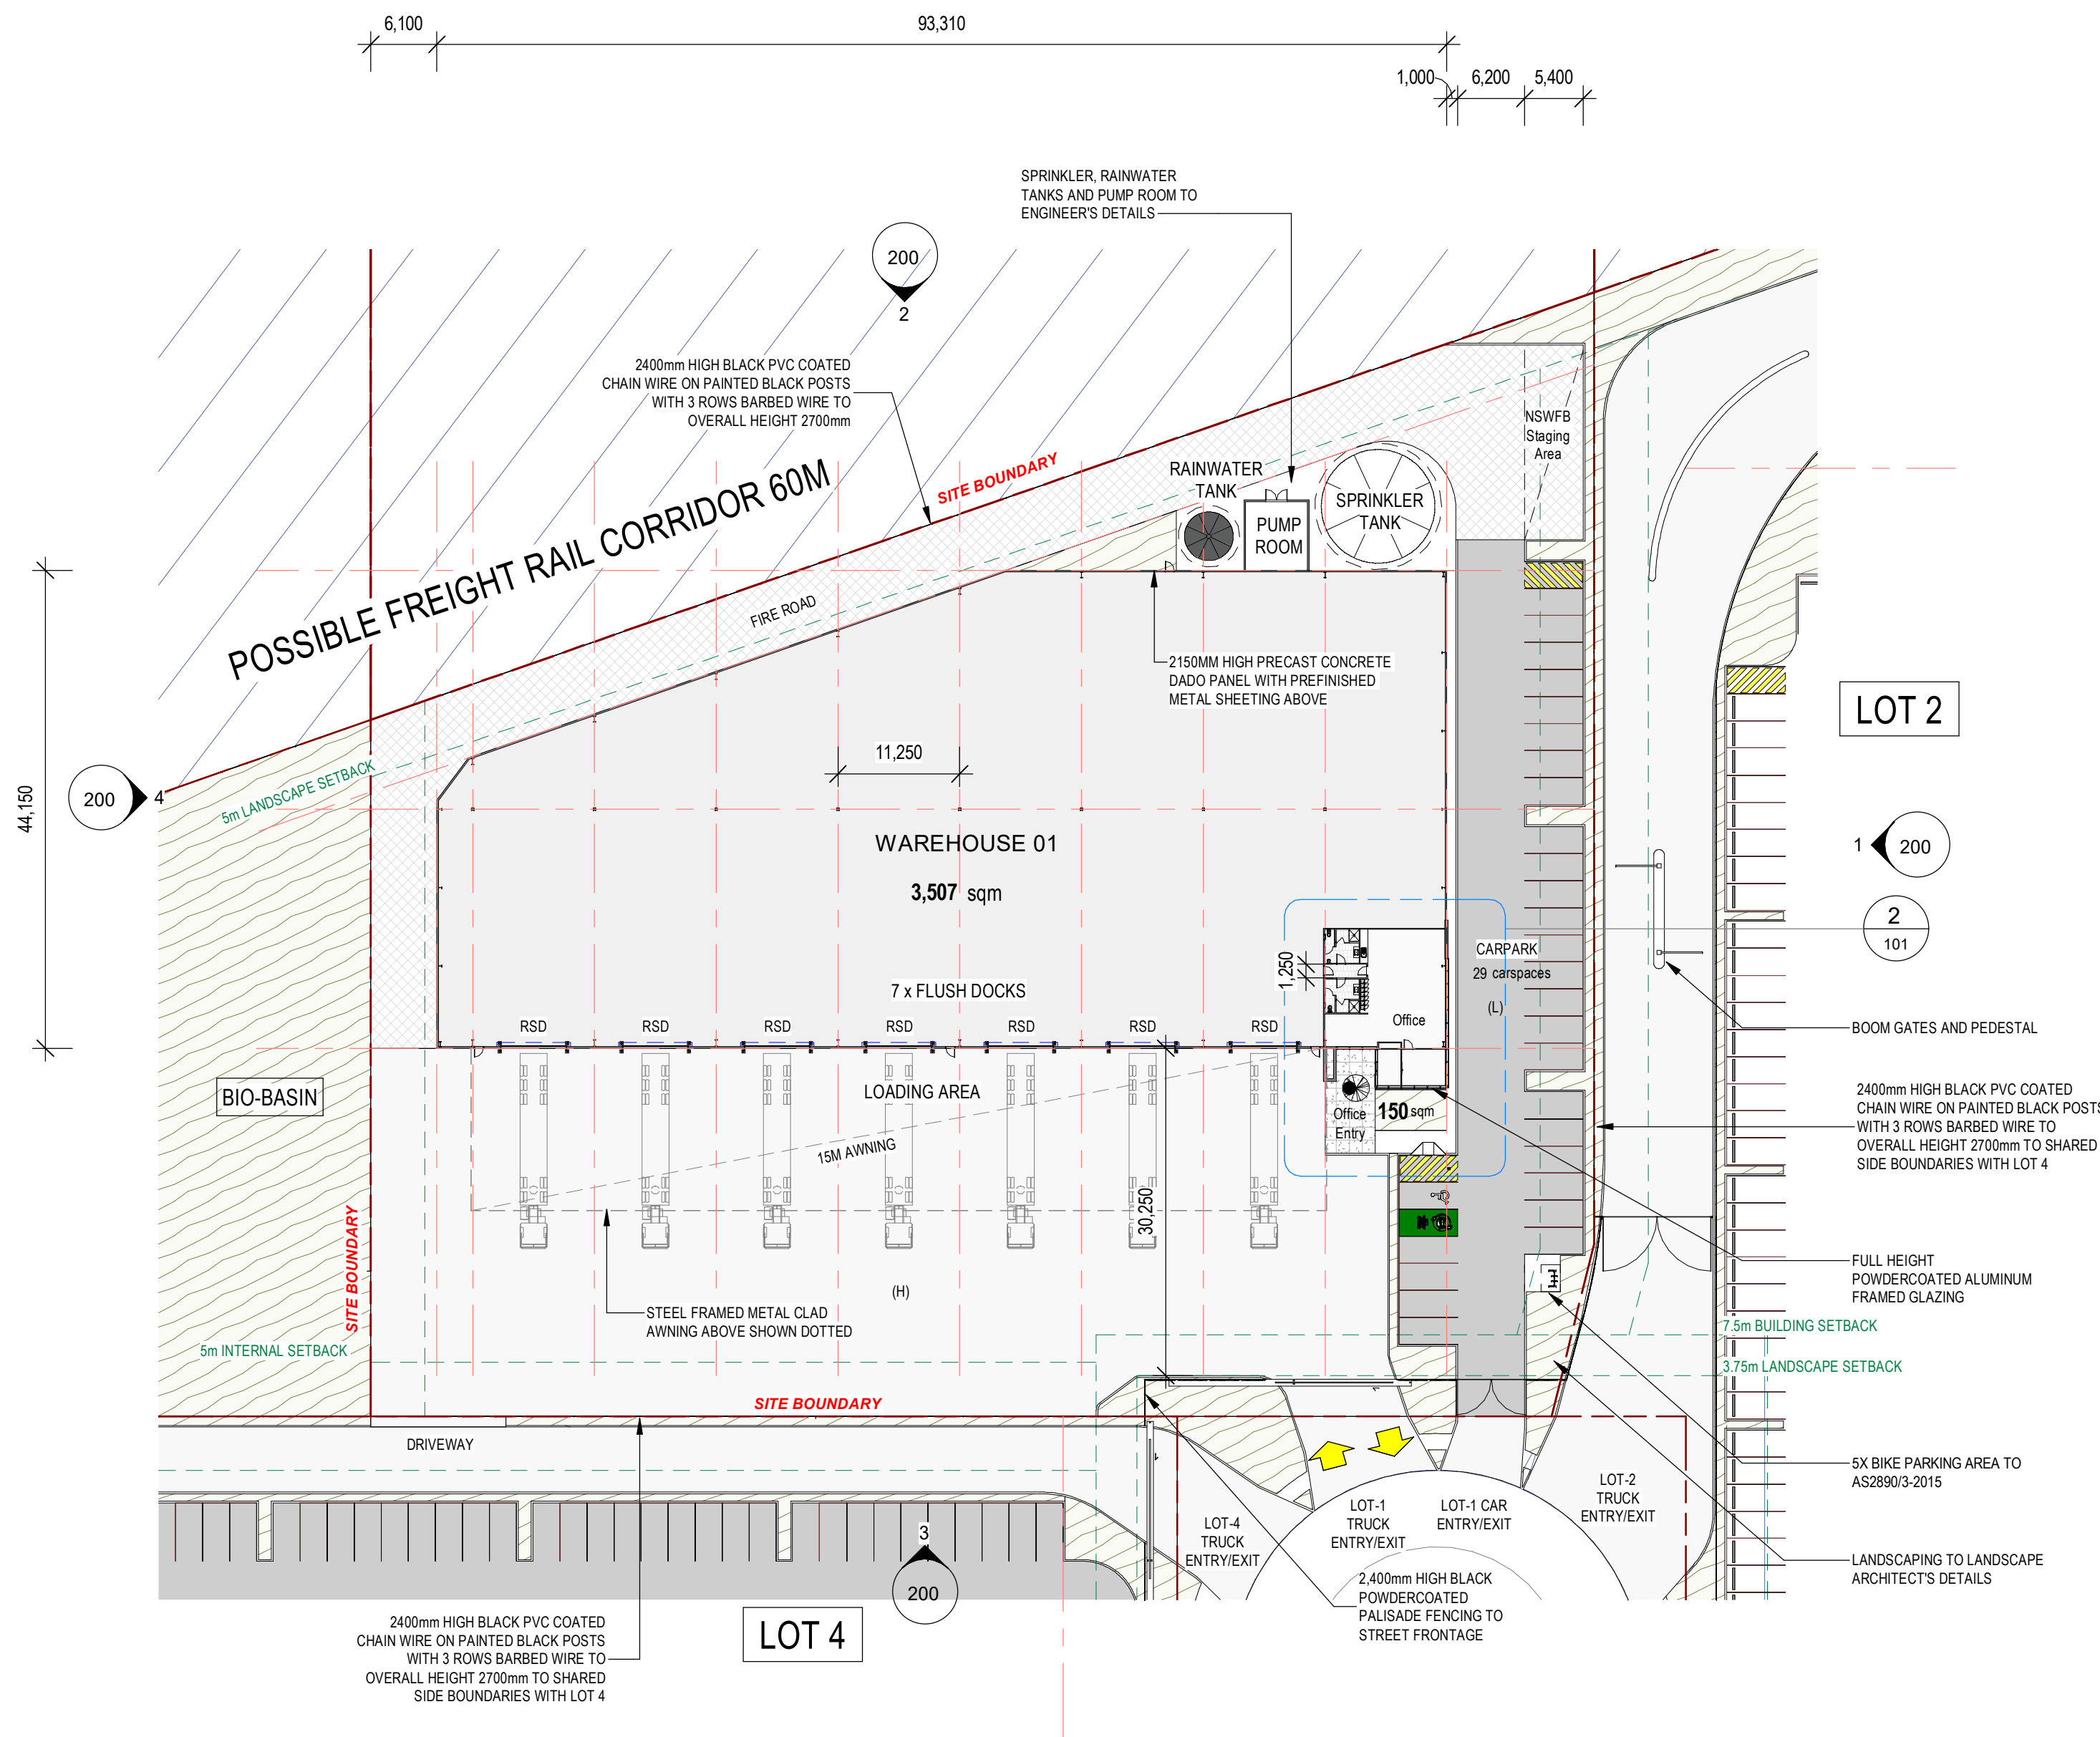 6,100
93,310
1,000
6,200
5,400
SPRINKLER, RAINWATER
TANKS AND PUMP ROOM TO
ENGINEER'S DETAILS
200
2
2400mm HIGH BLACK PVC COATED
CHAIN WIRE ON PAINTED BLACK POSTS
WITH 3 ROWS BARBED WIRE TO
OVERALL HEIGHT 2700mm
NSWFB
Staging
Area
SITE BOUNDARY
RAINWATER
TANK
SPRINKLER
TANK
PUMP
ROOM
POSSIBLE FREIGHT RAIL CORRIDOR 60M
FIRE ROAD
2150MM HIGH PRECAST CONCRETE
DADO PANEL WITH PREFINISHED
METAL SHEETING ABOVE
LOT 2
11,250
44,150
200
4
5m LANDSCAPE SETBACK
WAREHOUSE 01
3,507 sqm
1
200
2
101
CARPARK
29 carspaces
(L)
1,250
7 x FLUSH DOCKS
RSD
RSD
RSD
RSD
RSD
RSD
RSD
Office
BOOM GATES AND PEDESTAL
BIO-BASIN
LOADING AREA
15M AWNING
Office
Entry
150 sqm
2400mm HIGH BLACK PVC COATED
CHAIN WIRE ON PAINTED BLACK POSTS
WITH 3 ROWS BARBED WIRE TO
OVERALL HEIGHT 2700mm TO SHARED
SIDE BOUNDARIES WITH LOT 4
30,250
SITE BOUNDARY
(H)
STEEL FRAMED METAL CLAD
AWNING ABOVE SHOWN DOTTED
FULL HEIGHT
POWDERCOATED ALUMINUM
FRAMED GLAZING
5m INTERNAL SETBACK
7.5m BUILDING SETBACK
3.75m LANDSCAPE SETBACK
SITE BOUNDARY
DRIVEWAY
5X BIKE PARKING AREA TO
AS2890/3-2015
LOT-4
TRUCK
ENTRY/EXIT
LOT-1
TRUCK
ENTRY/EXIT
LOT-1 CAR
ENTRY/EXIT
LOT-2
TRUCK
ENTRY/EXIT
3
200
LANDSCAPING TO LANDSCAPE
ARCHITECT'S DETAILS
2,400mm HIGH BLACK
POWDERCOATED
PALISADE FENCING TO
STREET FRONTAGE
2400mm HIGH BLACK PVC COATED
CHAIN WIRE ON PAINTED BLACK POSTS
WITH 3 ROWS BARBED WIRE TO
OVERALL HEIGHT 2700mm TO SHARED
SIDE BOUNDARIES WITH LOT 4
LOT 4